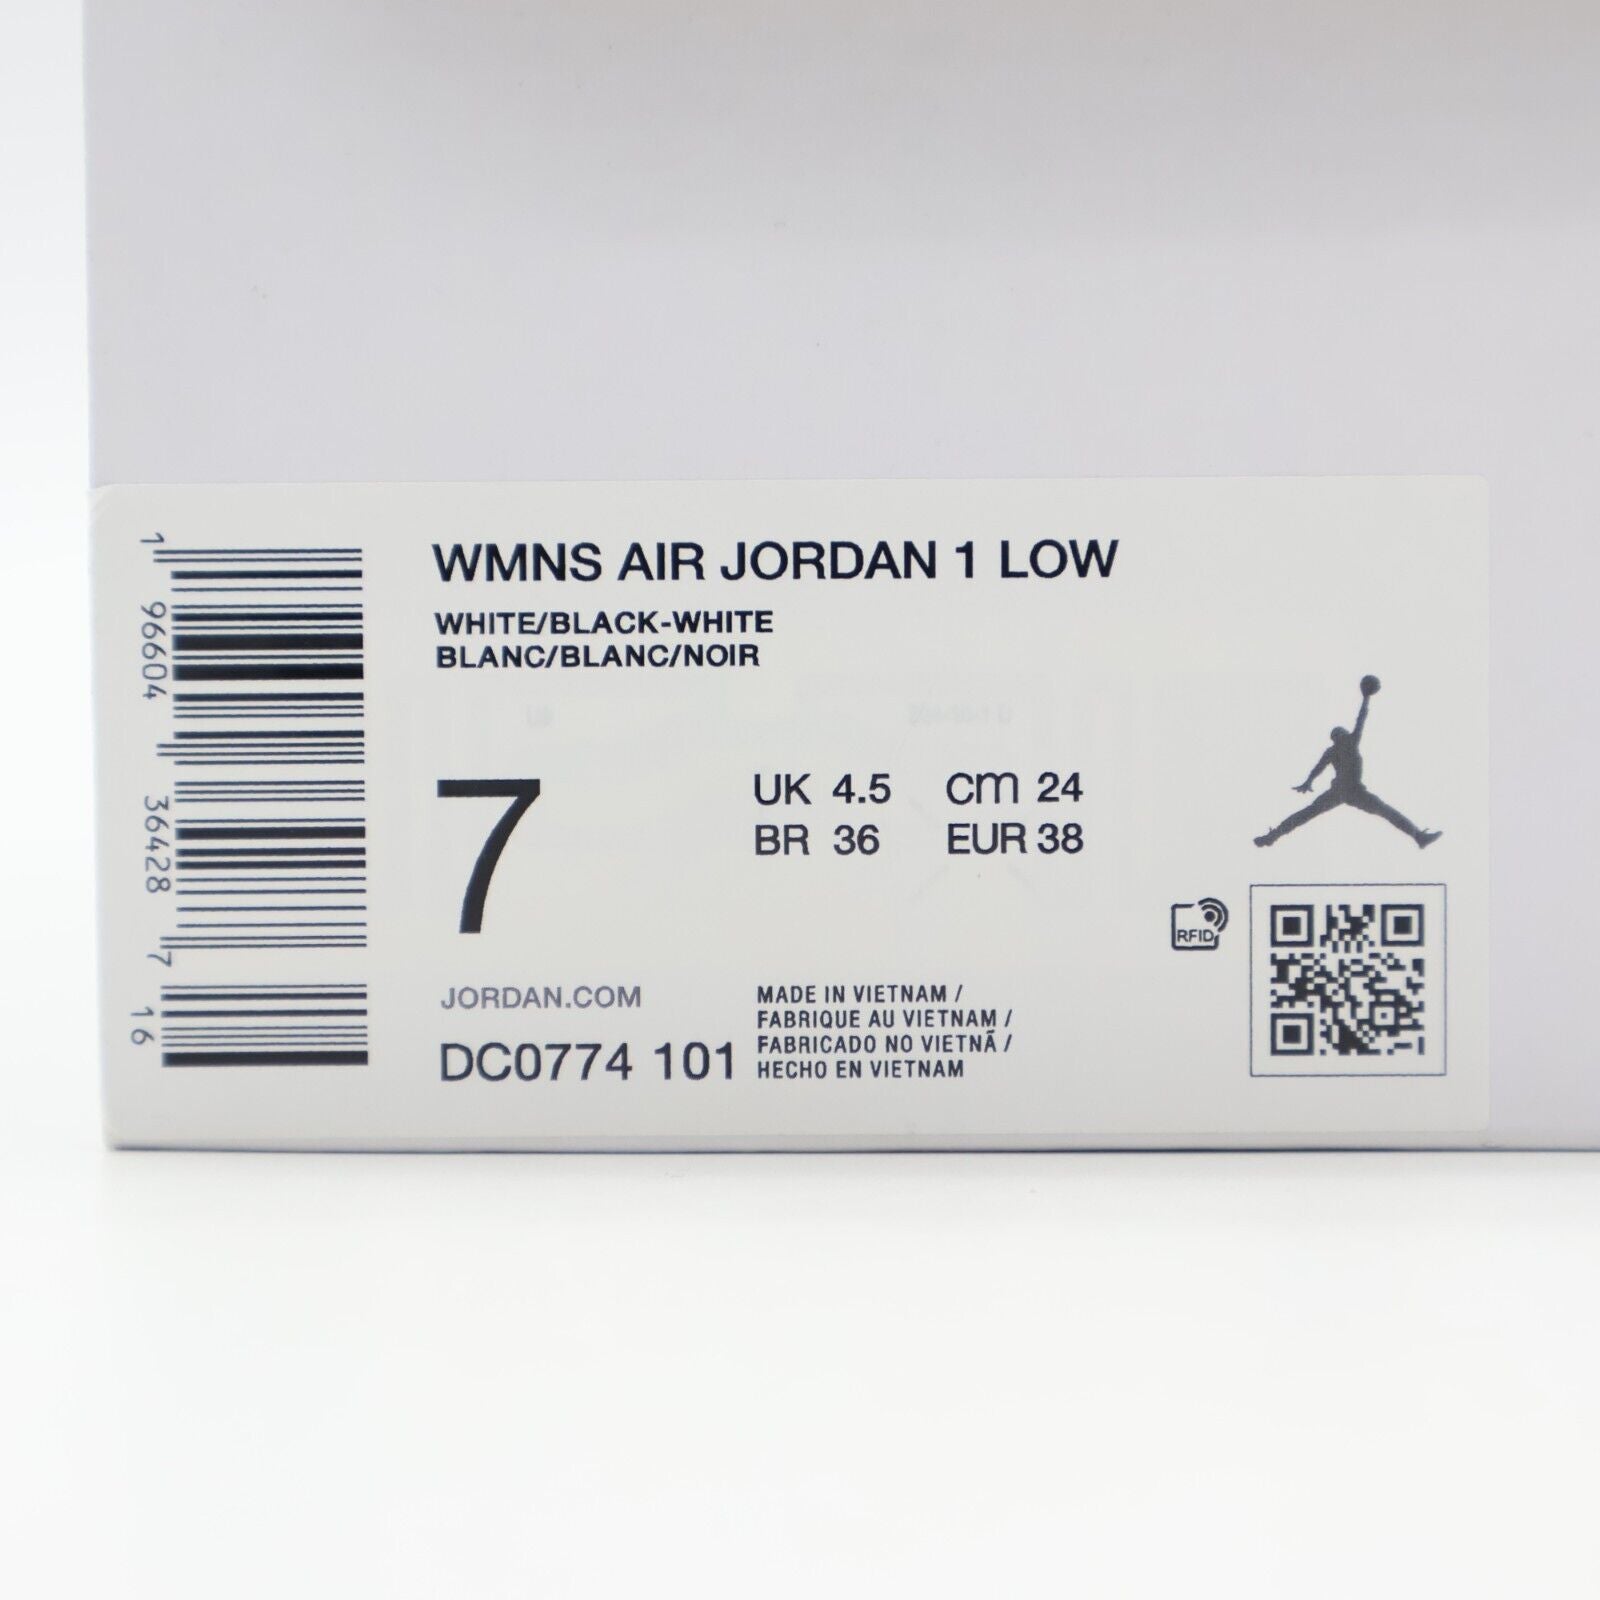 WMNS AIR JORDAN 1 LOW
WHITE/BLACK-WHITE
BLANC/BLANC/NOIR
7
UK 4.5 cm 24
BR 36 EUR 38
RFID
JORDAN.COM
DC0774 101
MADE IN VIETNAM /
FABRIQUE AU VIETNAM /
FABRICADO NO VIETNÃ /
HECHO EN VIETNAM
1 96604 36428 7 16